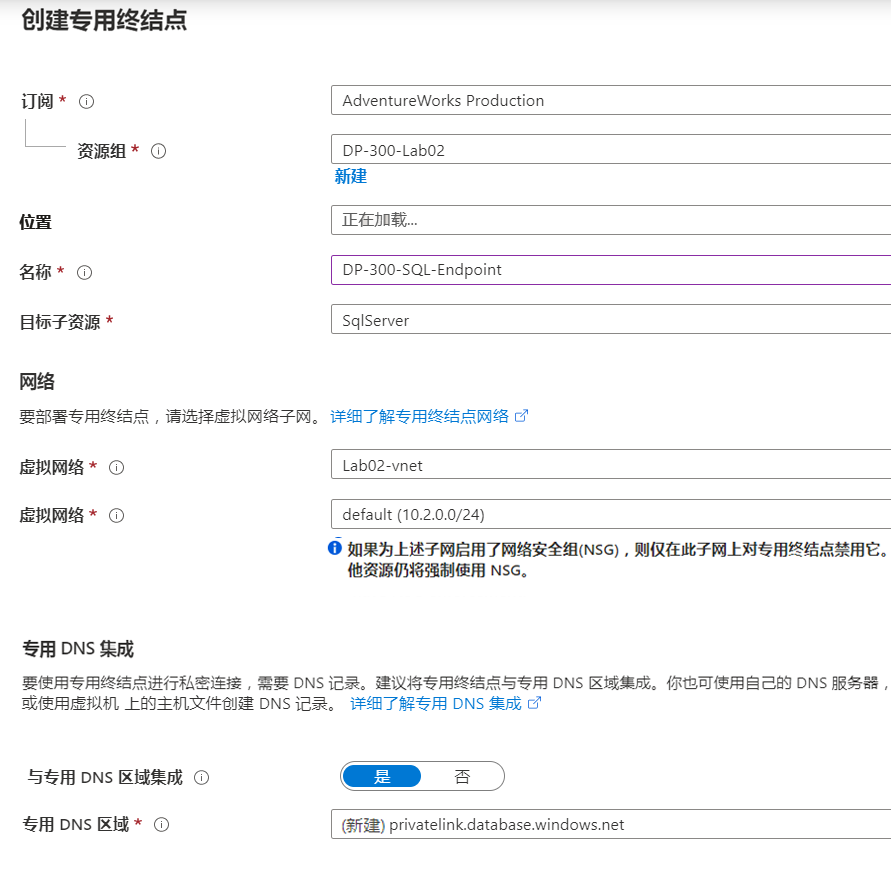 创建专用终结点
订阅 * AdventureWorks Production
资源组 * DP-300-Lab02
新建
位置 正在加载...
名称 * DP-300-SQL-Endpoint
目标子资源 * SqlServer
网络
要部署专用终结点，请选择虚拟网络子网。 详细了解专用终结点网络
虚拟网络 * Lab02-vnet
虚拟网络 * default (10.2.0.0/24)
如果为上述子网启用了网络安全组(NSG)，则仅在此子网上对专用终结点禁用它。
他资源仍将强制使用 NSG。
专用 DNS 集成
要使用专用终结点进行私密连接，需要 DNS 记录。建议将专用终结点与专用 DNS 区域集成。你也可使用自己的 DNS 服务器，
或使用虚拟机 上的主机文件创建 DNS 记录。 详细了解专用 DNS 集成
与专用 DNS 区域集成 是 否
专用 DNS 区域 * (新建) privatelink.database.windows.net